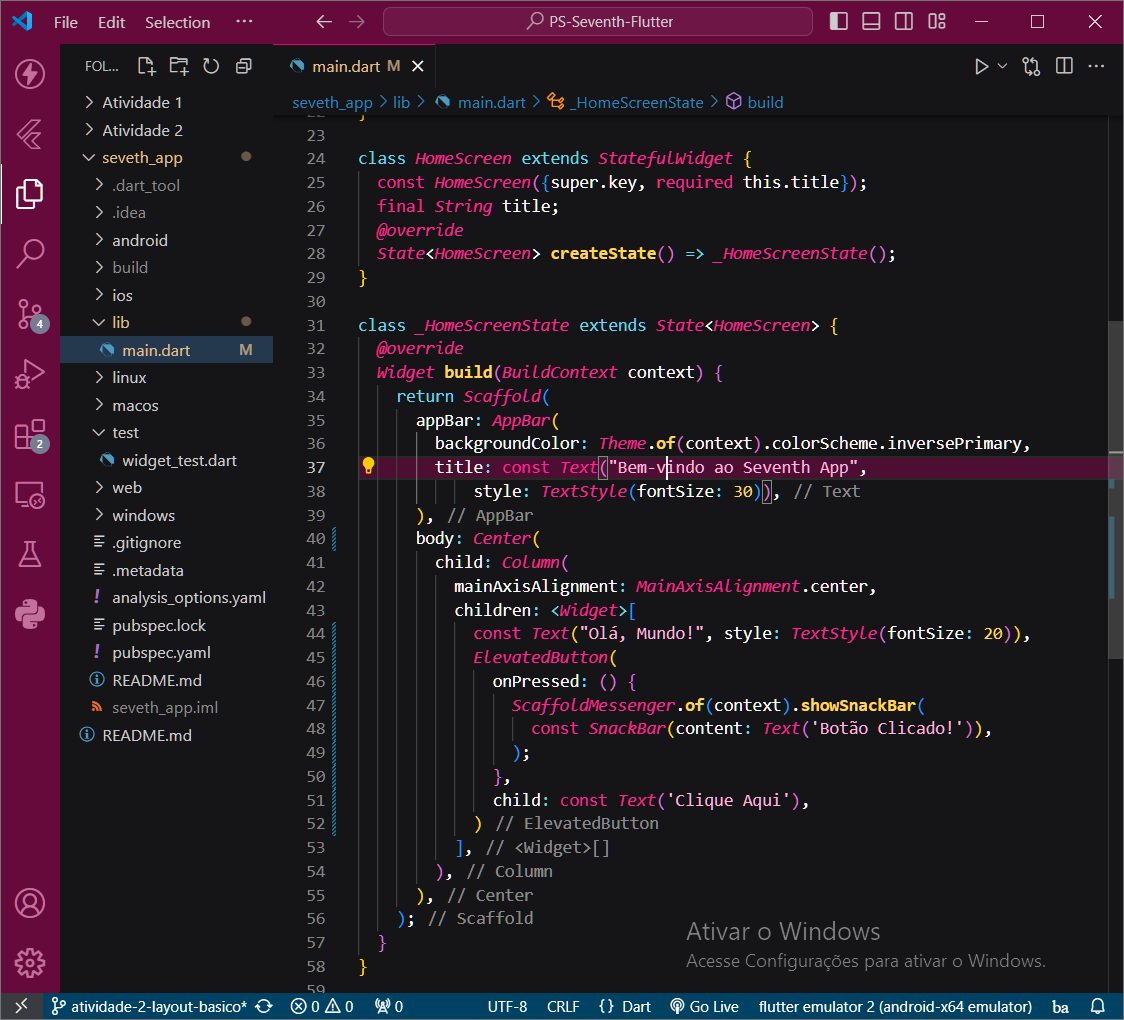 File Edit Selection ··· PS-Seventh-Flutter
FOL...
main.dart M
Atividade 1
Atividade 2
seveth_app
.dart_tool
.idea
android
build
ios
lib
main.dart M
linux
macos
test
widget_test.dart
web
windows
.gitignore
.metadata
! analysis_options.yaml
pubspec.lock
! pubspec.yaml
README.md
seveth_app.iml
README.md
4
2
seveth_app > lib > main.dart > _HomeScreenState > build
22 }
23
24 class HomeScreen extends StatefulWidget {
25 const HomeScreen({super.key, required this.title});
26 final String title;
27 @override
28 State<HomeScreen> createState() => _HomeScreenState();
29 }
30
31 class _HomeScreenState extends State<HomeScreen> {
32 @override
33 Widget build(BuildContext context) {
34 return Scaffold(
35 appBar: AppBar(
36 backgroundColor: Theme.of(context).colorScheme.inversePrimary,
37 title: const Text("Bem-vindo ao Seventh App",
38 style: TextStyle(fontSize: 30)), // Text
39 ), // AppBar
40 body: Center(
41 child: Column(
42 mainAxisAlignment: MainAxisAlignment.center,
43 children: <Widget>[
44 const Text("Olá, Mundo!", style: TextStyle(fontSize: 20)),
45 ElevatedButton(
46 onPressed: () {
47 ScaffoldMessenger.of(context).showSnackBar(
48 const SnackBar(content: Text('Botão Clicado!')),
49 );
50 },
51 child: const Text('Clique Aqui'),
52 ) // ElevatedButton
53 ], // <Widget>[]
54 ), // Column
55 ), // Center
56 ); // Scaffold
57 }
58 }
59
Ativar o Windows
Acesse Configurações para ativar o Windows.
atividade-2-layout-basico* 0 0 0 UTF-8 CRLF {} Dart Go Live flutter emulator 2 (android-x64 emulator) ba